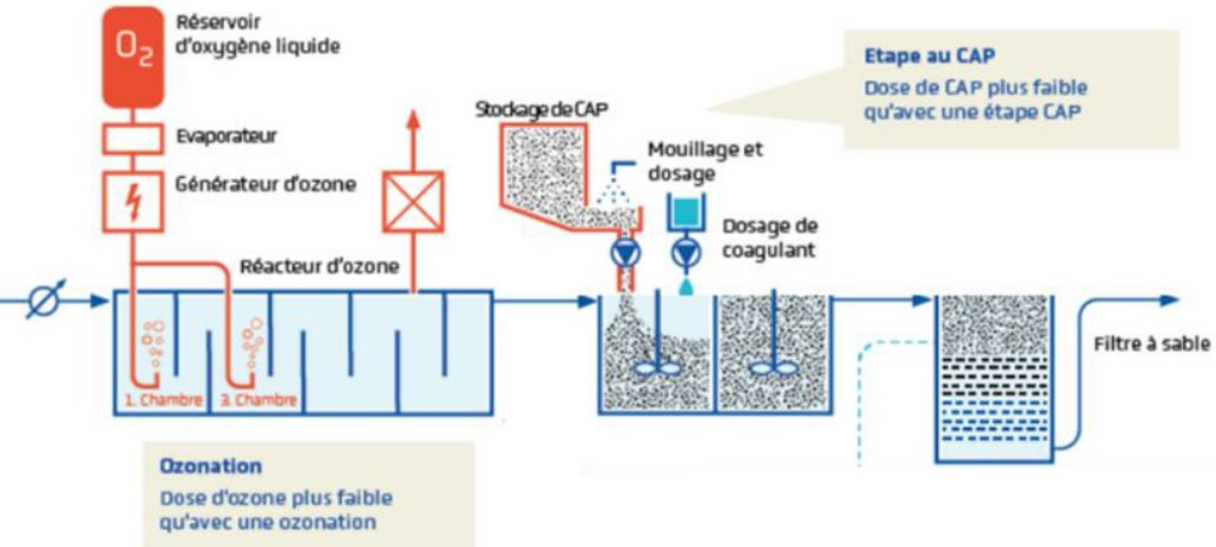 O2
Réservoir
d'oxygène liquide
Evaporateur
Générateur d'ozone
Réacteur d'ozone
1. Chambre
3. Chambre
Ozonation
Dose d'ozone plus faible
qu'avec une ozonation
Stockage de CAP
Mouillage et
dosage
Dosage de
coagulant
Etape au CAP
Dose de CAP plus faible
qu'avec une étape CAP
Filtre à sable